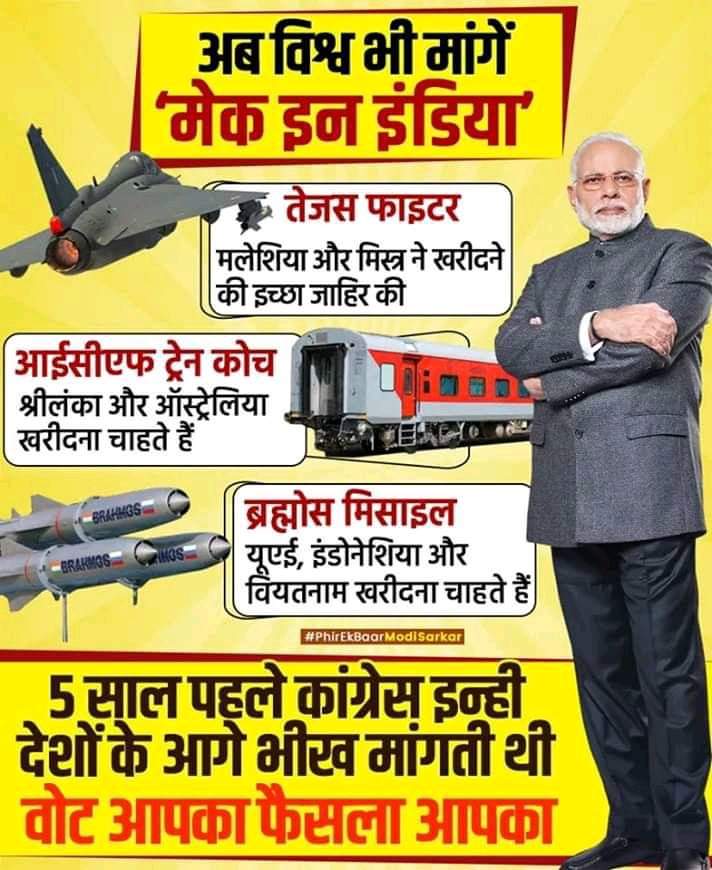 अब विश्व भी मांगें
'मेक इन इंडिया'
तेजस फाइटर
मलेशिया और मिस्त्र ने खरीदने
की इच्छा जाहिर की
आईसीएफ ट्रेन कोच
श्रीलंका और ऑस्ट्रेलिया
खरीदना चाहते हैं
BRAHMOS
BRAHMOS
HMOS
ब्रह्मोस मिसाइल
यूएई, इंडोनेशिया और
वियतनाम खरीदना चाहते हैं
#PhirEkBaarModiSarkar
5 साल पहले कांग्रेस इन्ही
देशों के आगे भीख मांगती थी
वोट आपका फैसला आपका